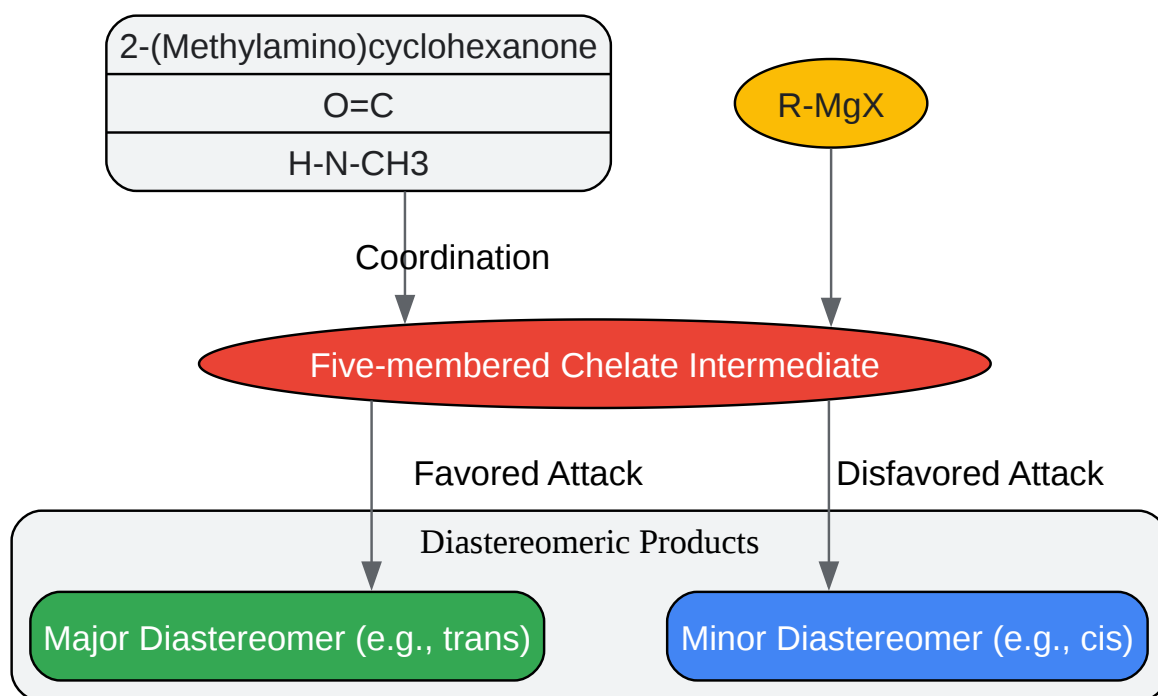 2-(Methylamino)cyclohexanone
O=C
H-N-CH3
R-MgX
Coordination
Five-membered Chelate Intermediate
Favored Attack
Disfavored Attack
Diastereomeric Products
Major Diastereomer (e.g., trans)
Minor Diastereomer (e.g., cis)